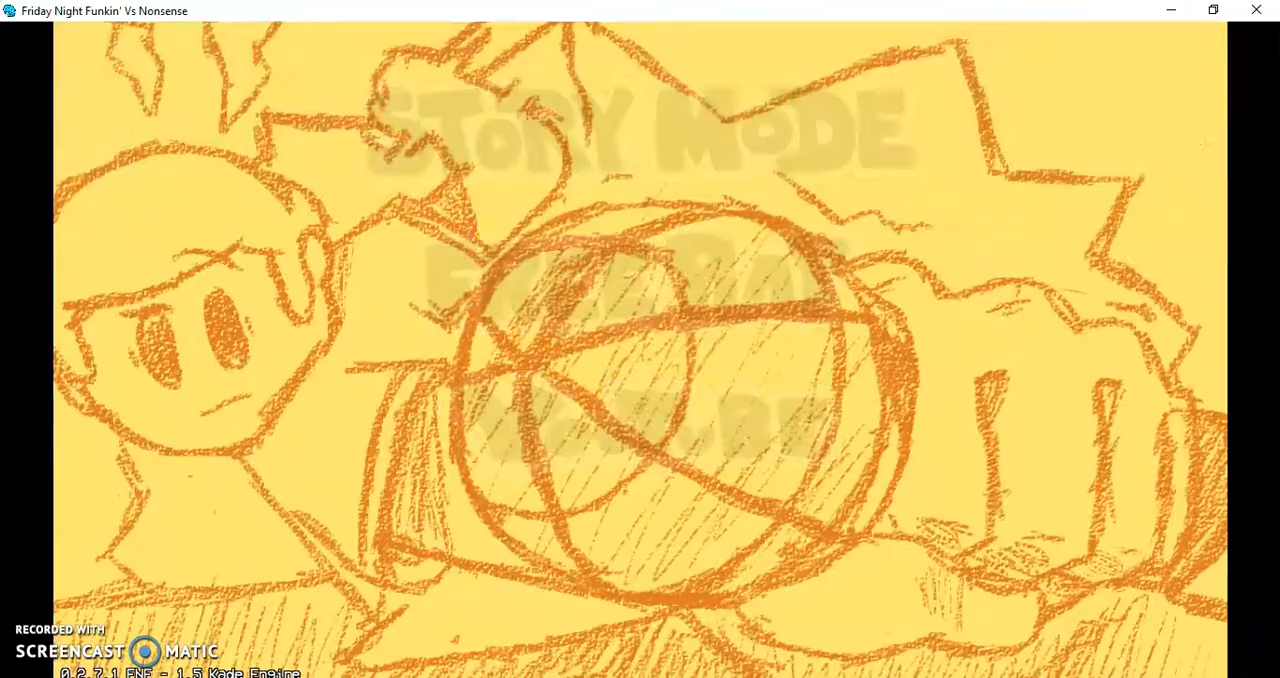 Friday Night Funkin' Vs Nonsense
STORY MODE
FREEPLAY
RECORDED WITH
SCREENCAST MATIC
0.2.7.1 FNF - 1.5 Kade Engine